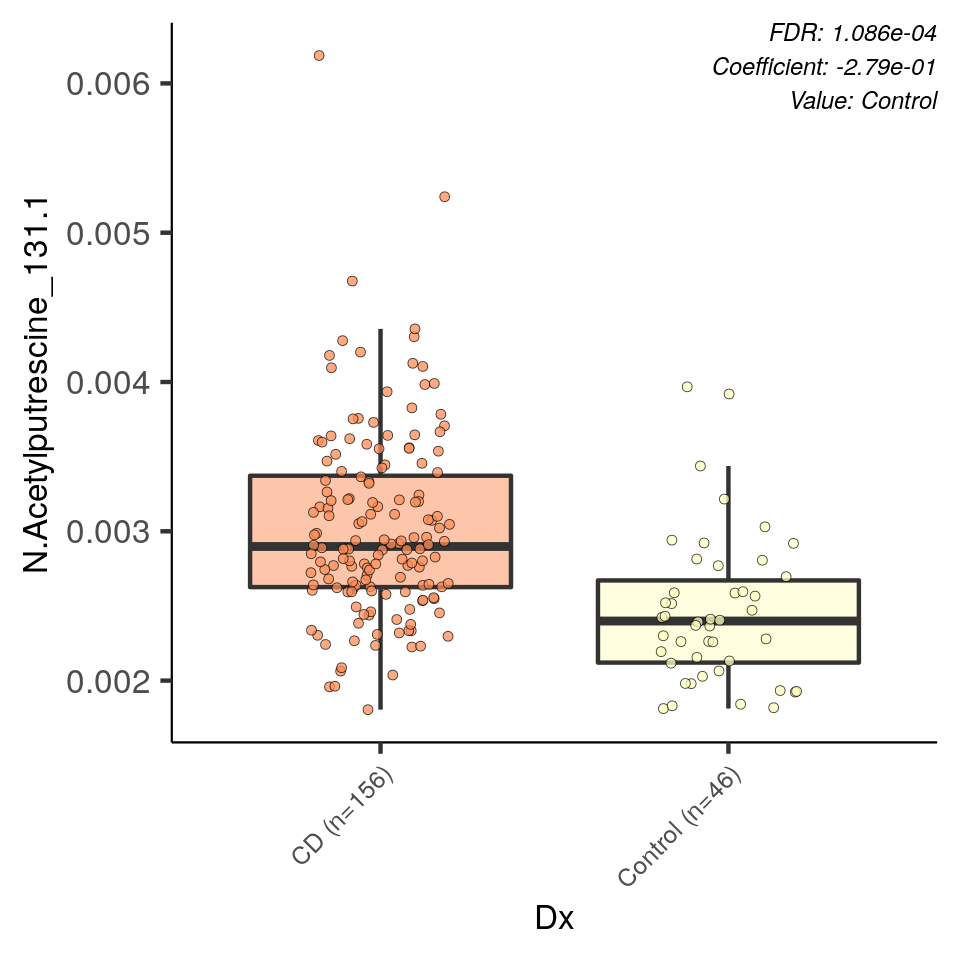 FDR: 1.086e-04
Coefficient: -2.79e-01
Value: Control
N.Acetylputrescine_131.1
0.006
0.005
0.004
0.003
0.002
CD (n=156)
Control (n=46)
Dx